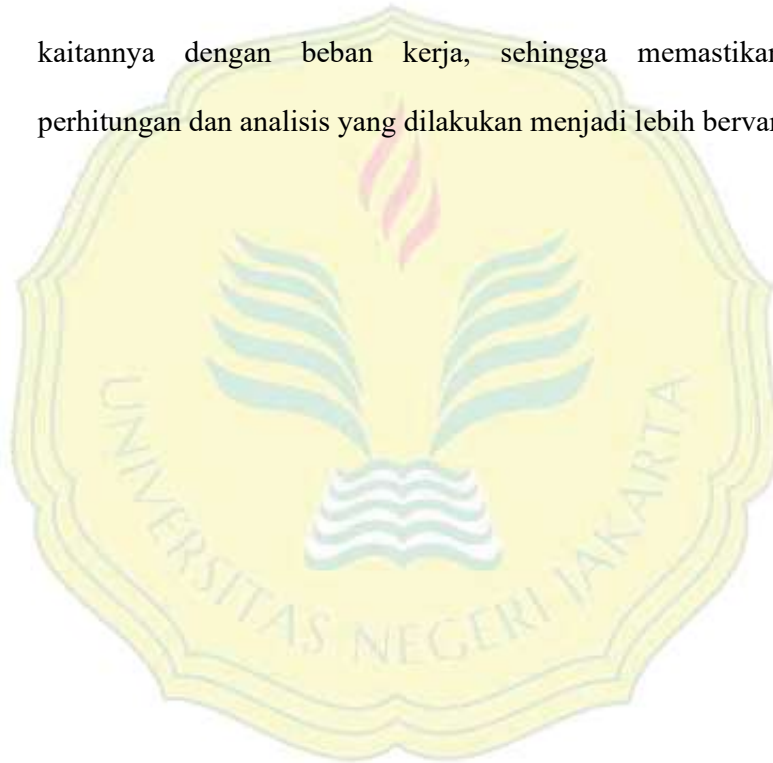 kaitannya dengan beban kerja, sehingga memastikan
perhitungan dan analisis yang dilakukan menjadi lebih
UNIVERSITAS NEGERI JAKARTA